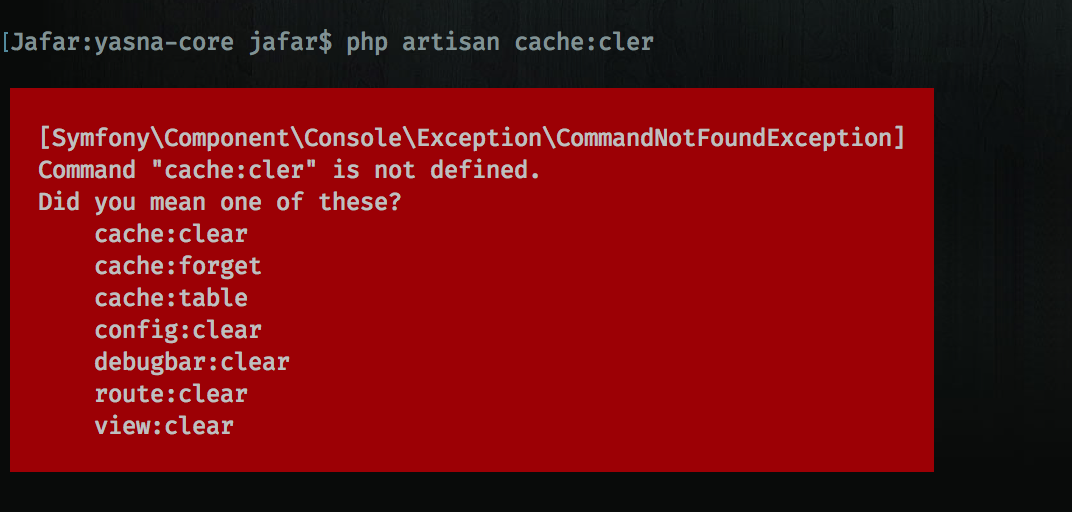 [Jafar:yasna-core jafar$ php artisan cache:cler
[Symfony\Component\Console\Exception\CommandNotFoundException]
Command "cache:cler" is not defined.
Did you mean one of these?
cache:clear
cache:forget
cache:table
config:clear
debugbar:clear
route:clear
view:clear